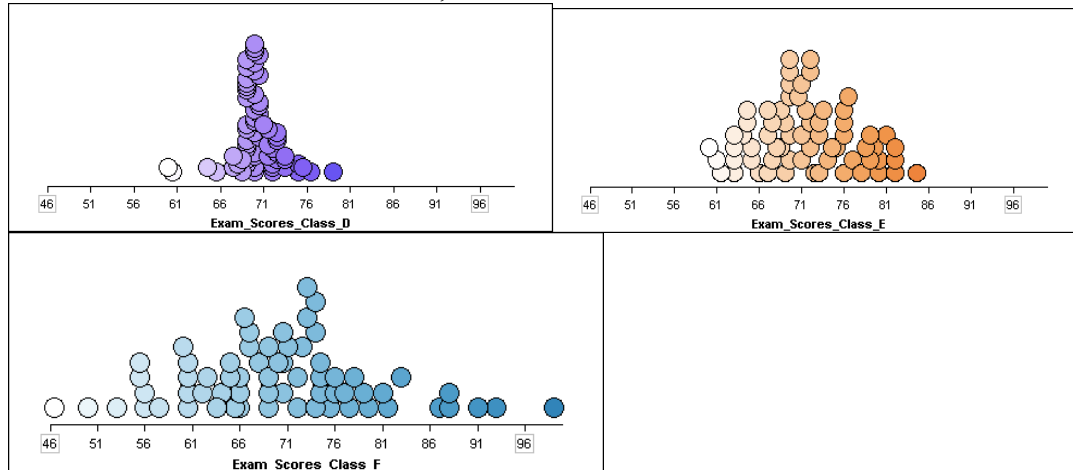 46 51 56 61 66 71 76 81 86 91 96
Exam_Scores_Class_D
46 51 56 61 66 71 76 81 86 91 96
Exam_Scores_Class_E
46 51 56 61 66 71 76 81 86 91 96
Exam_Scores_Class_F